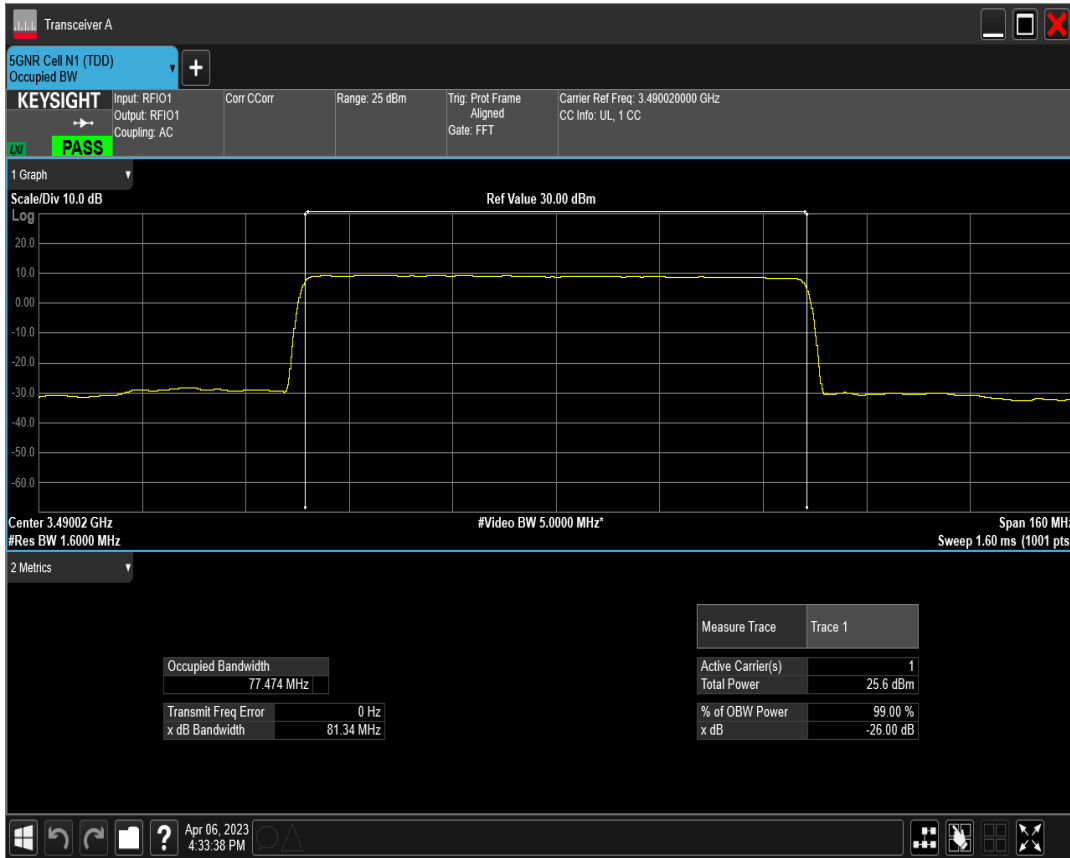 Transceiver A
5GNR Cell N1 (TDD)
Occupied BW
+
KEYSIGHT
LXI
PASS
Input: RFIO1
Output: RFIO1
Coupling: AC
Corr CCorr
Range: 25 dBm
Trig: Prot Frame
Aligned
Gate: FFT
Carrier Ref Freq: 3.490020000 GHz
CC Info: UL, 1 CC
1 Graph
Scale/Div 10.0 dB
Ref Value 30.00 dBm
Log
20.0
10.0
0.00
-10.0
-20.0
-30.0
-40.0
-50.0
-60.0
Center 3.49002 GHz
#Video BW 5.0000 MHz*
Span 160 MHz
#Res BW 1.6000 MHz
Sweep 1.60 ms (1001 pts
2 Metrics
Measure Trace Trace 1
Occupied Bandwidth
77.474 MHz
Active Carrier(s) 1
Total Power 25.6 dBm
Transmit Freq Error 0 Hz
x dB Bandwidth 81.34 MHz
% of OBW Power 99.00 %
x dB -26.00 dB
?
Apr 06, 2023
4:33:38 PM